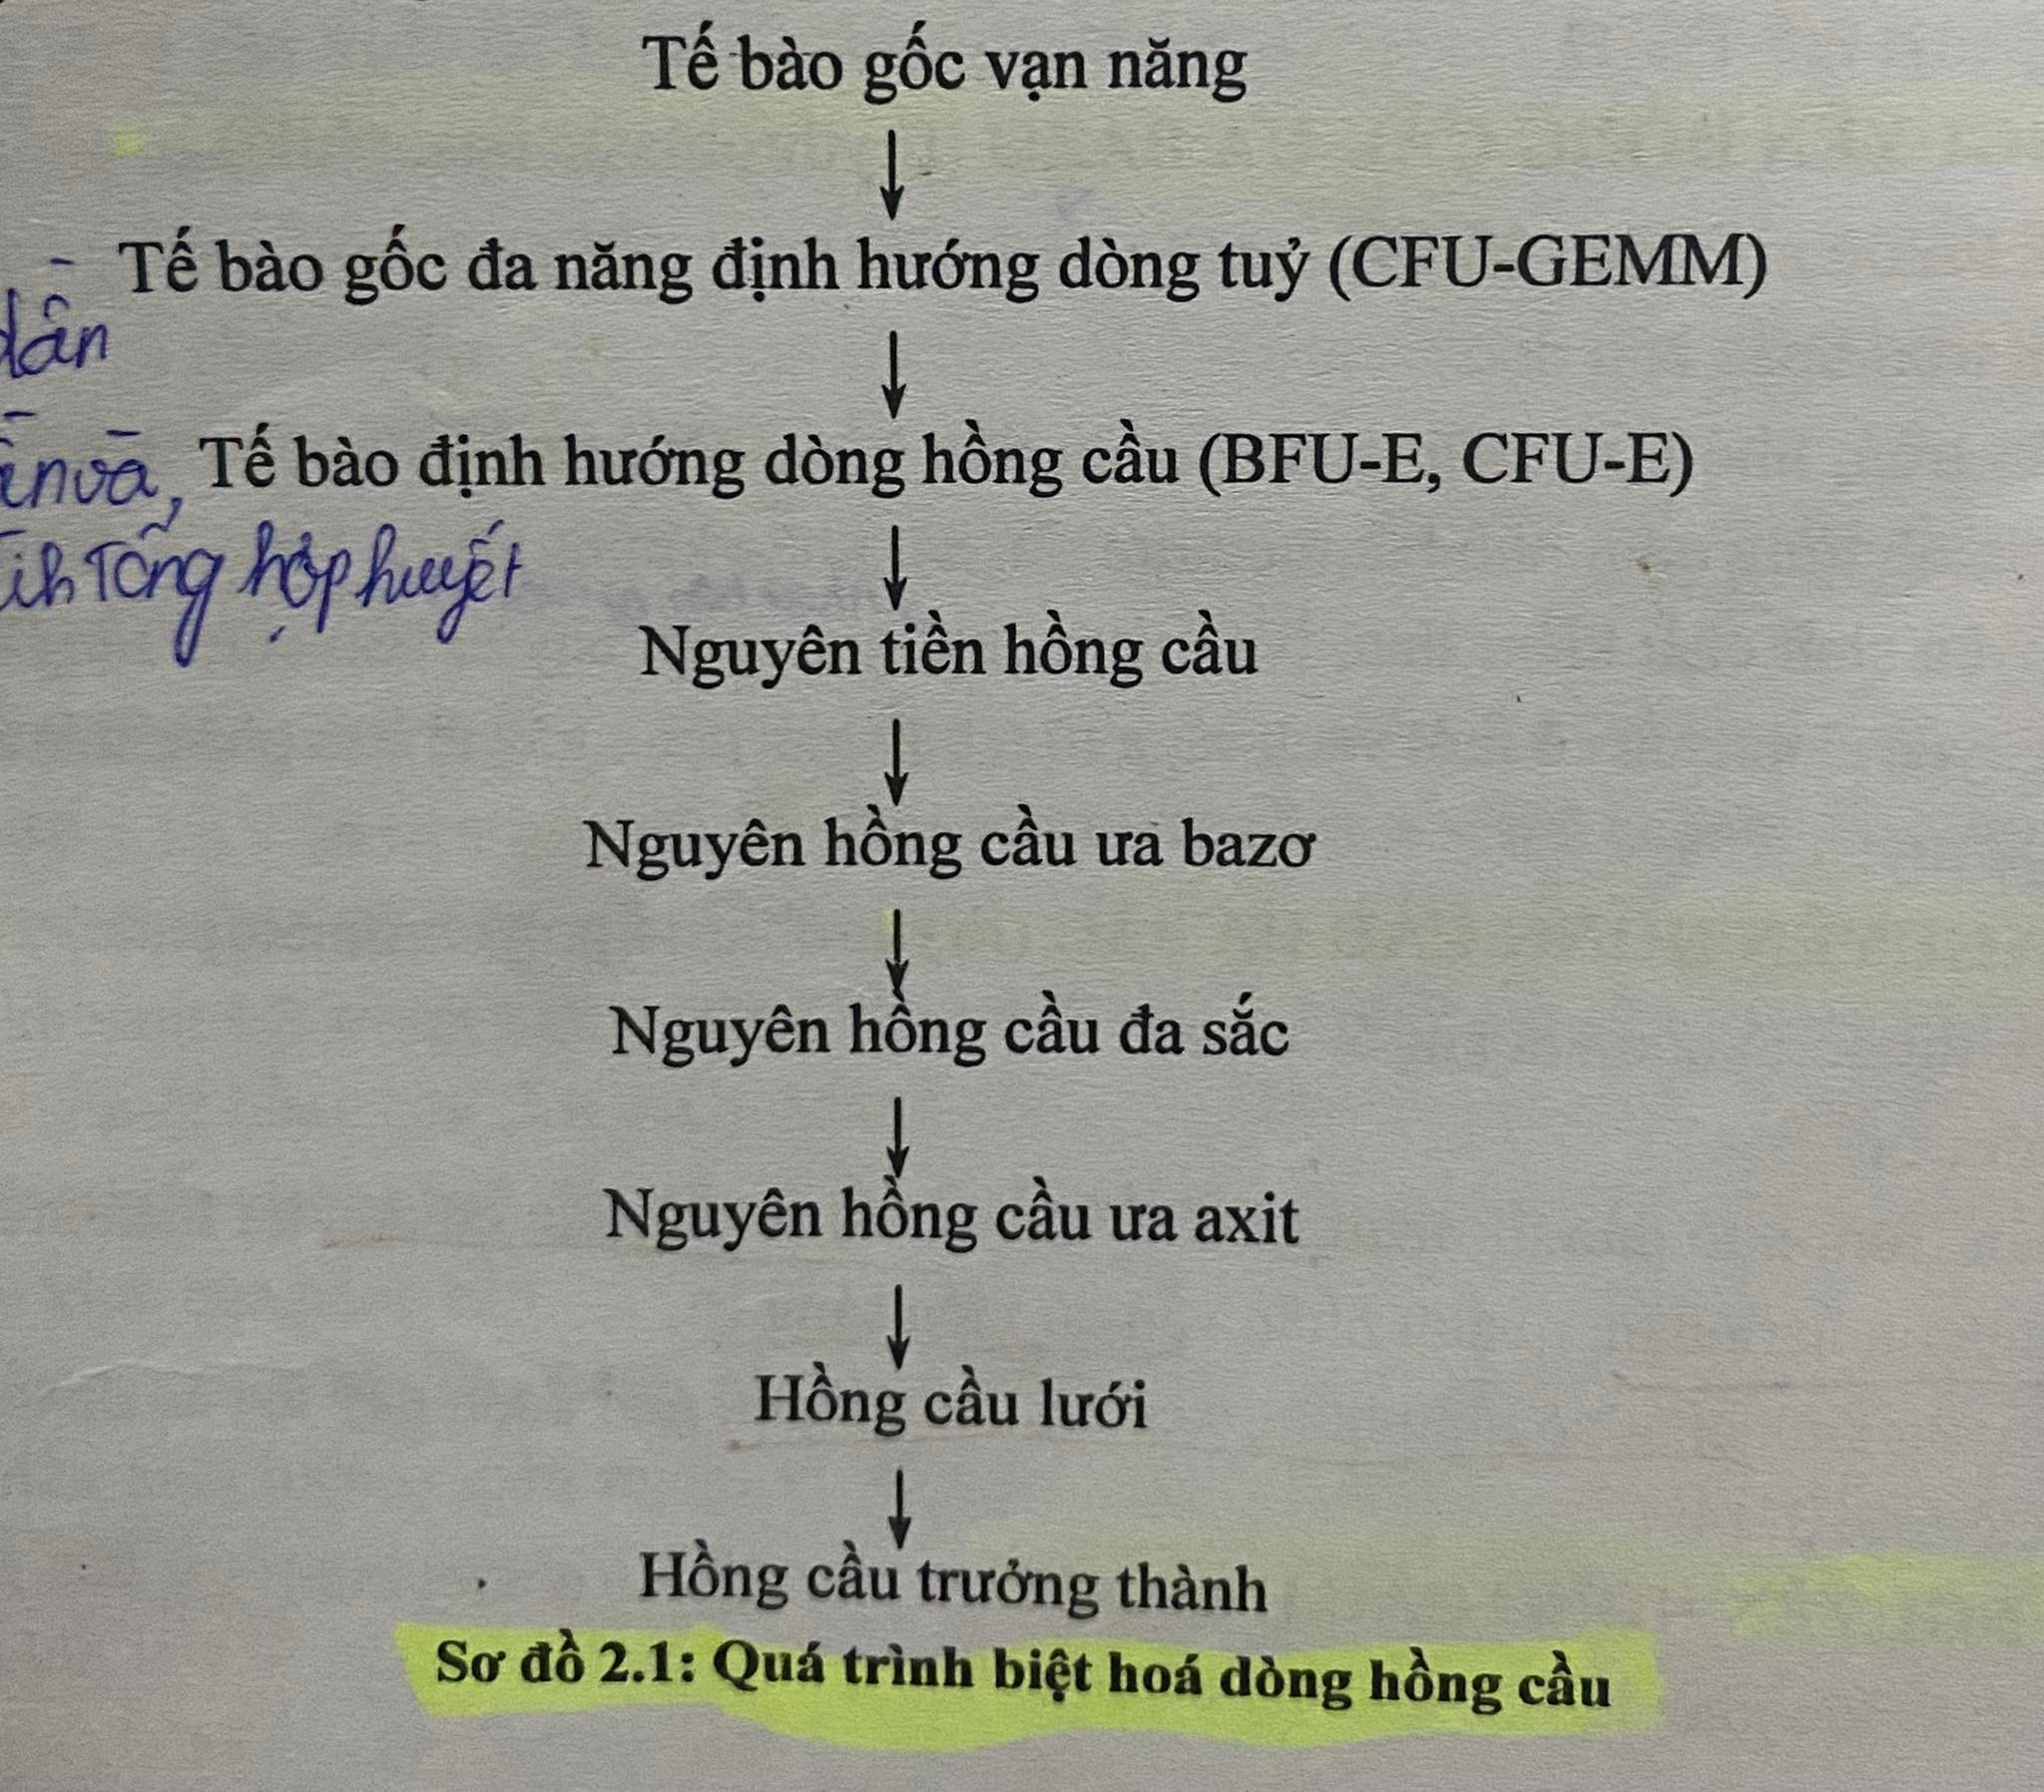 Tế bào gốc vạn năng
Tế bào gốc đa năng định hướng dòng tuỷ (CFU-GEMM)
Tế bào định hướng dòng hồng cầu (BFU-E, CFU-E)
Tổng hợp huyết
Nguyên tiền hồng cầu
Nguyên hồng cầu ưa bazơ
Nguyên hồng cầu đa sắc
Nguyên hồng cầu ưa axit
Hồng cầu lưới
Hồng cầu trưởng thành
Sơ đồ 2.1: Quá trình biệt hoá dòng hồng cầu